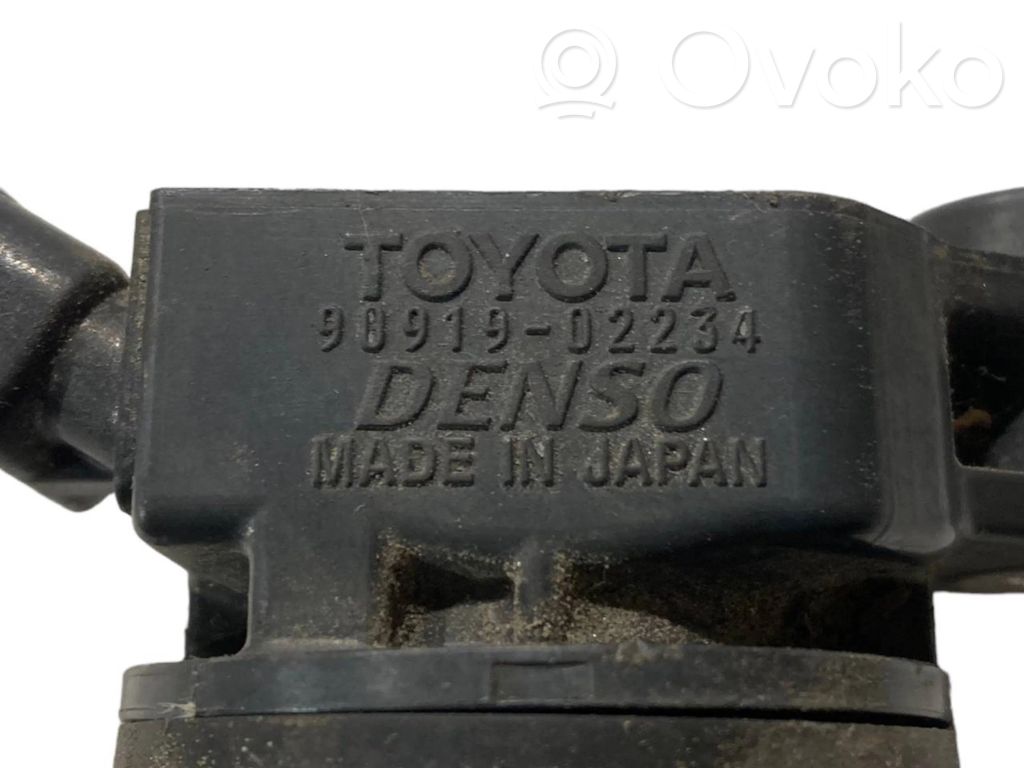 Ovoko
TOYOTA
90919-02234
DENSO
MADE IN JAPAN